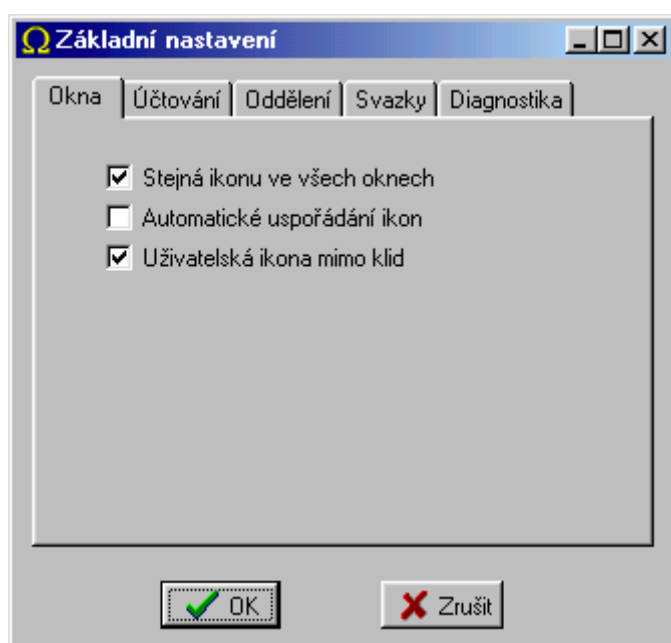 Ω Základní nastavení
Okna Účtování Oddělení Svazky Diagnostika
Stejná ikonu ve všech oknech
Automatické uspořádání ikon
Uživatelská ikona mimo klid
OK Zrušit